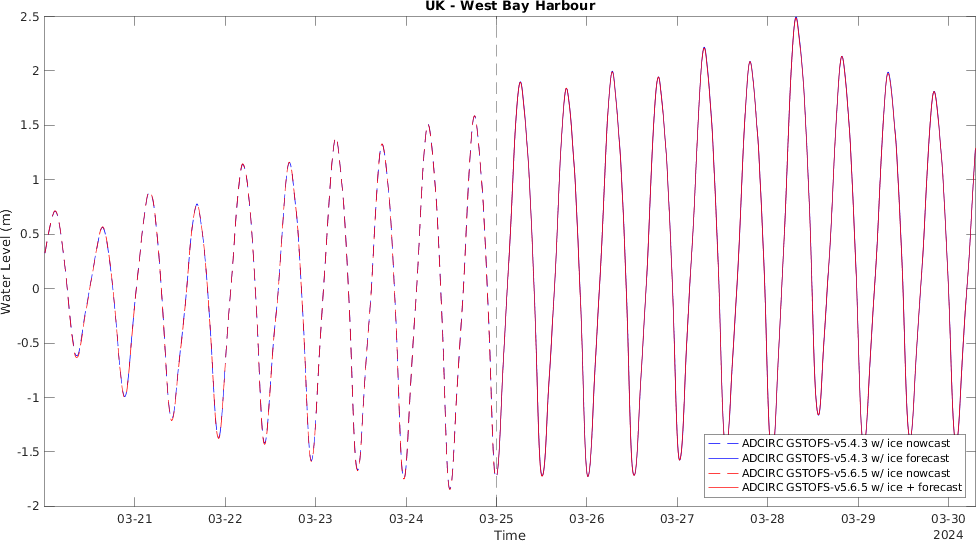 UK - West Bay Harbour
2.5
2
1.5
1
0.5
0
-0.5
-1
-1.5
-2
Water Level (m)
03-21 03-22 03-23 03-24 03-25 03-26 03-27 03-28 03-29 03-30
Time
2024
ADCIRC GSTOFS-v5.4.3 w/ ice nowcast
ADCIRC GSTOFS-v5.4.3 w/ ice forecast
ADCIRC GSTOFS-v5.6.5 w/ ice nowcast
ADCIRC GSTOFS-v5.6.5 w/ ice + forecast